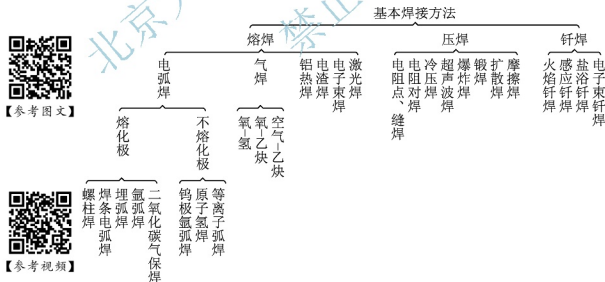 基本焊接方法
熔焊
压焊
钎焊
电弧焊
气焊
铝热焊
电渣焊
电子束焊
激光焊
电阻点、缝焊
电阻对焊
冷压焊
超声波焊
爆炸焊
锻焊
扩散焊
摩擦焊
火焰钎焊
感应钎焊
盐浴钎焊
电子束钎焊
熔化极
不熔化极
氧-氢
氧-乙炔
空气-乙炔
螺柱焊
焊条电弧焊
埋弧焊
氩弧焊
二氧化碳气保焊
钨极氩弧焊
原子氢焊
等离子弧焊
【参考图文】
【参考视频】
北京
禁止